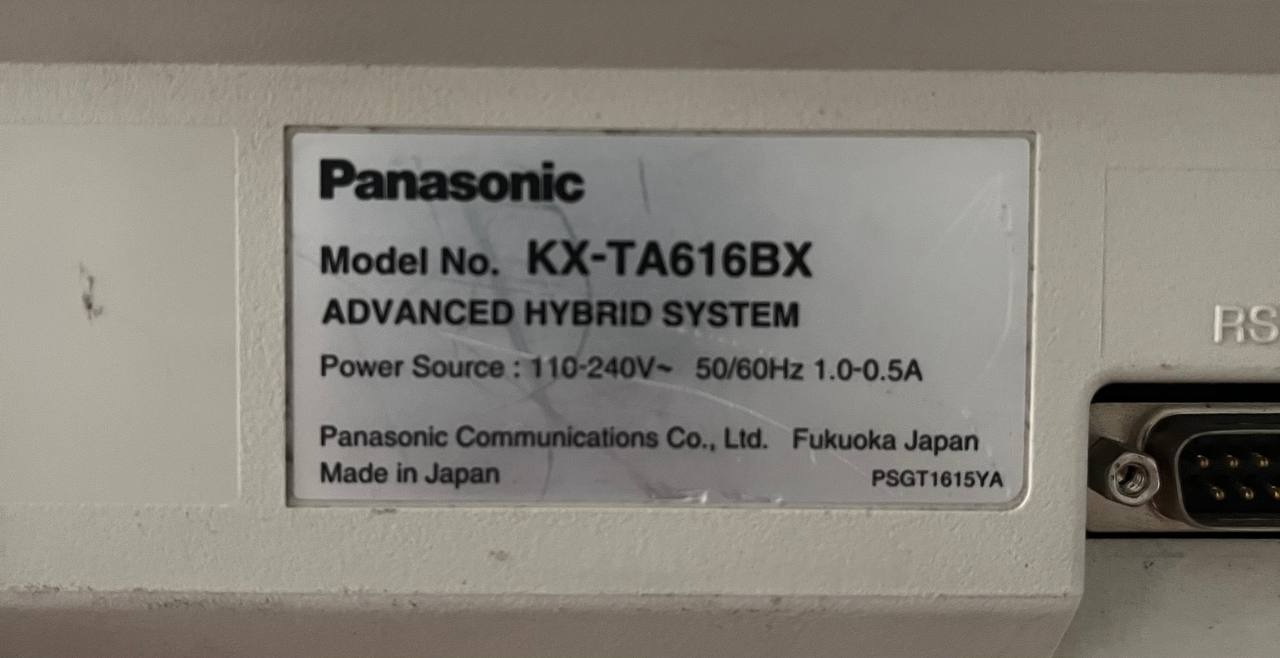 Panasonic
Model No. KX-TA616BX
ADVANCED HYBRID SYSTEM
Power Source : 110-240V~ 50/60Hz 1.0-0.5A
Panasonic Communications Co., Ltd. Fukuoka Japan
Made in Japan PSGT1615YA
RS